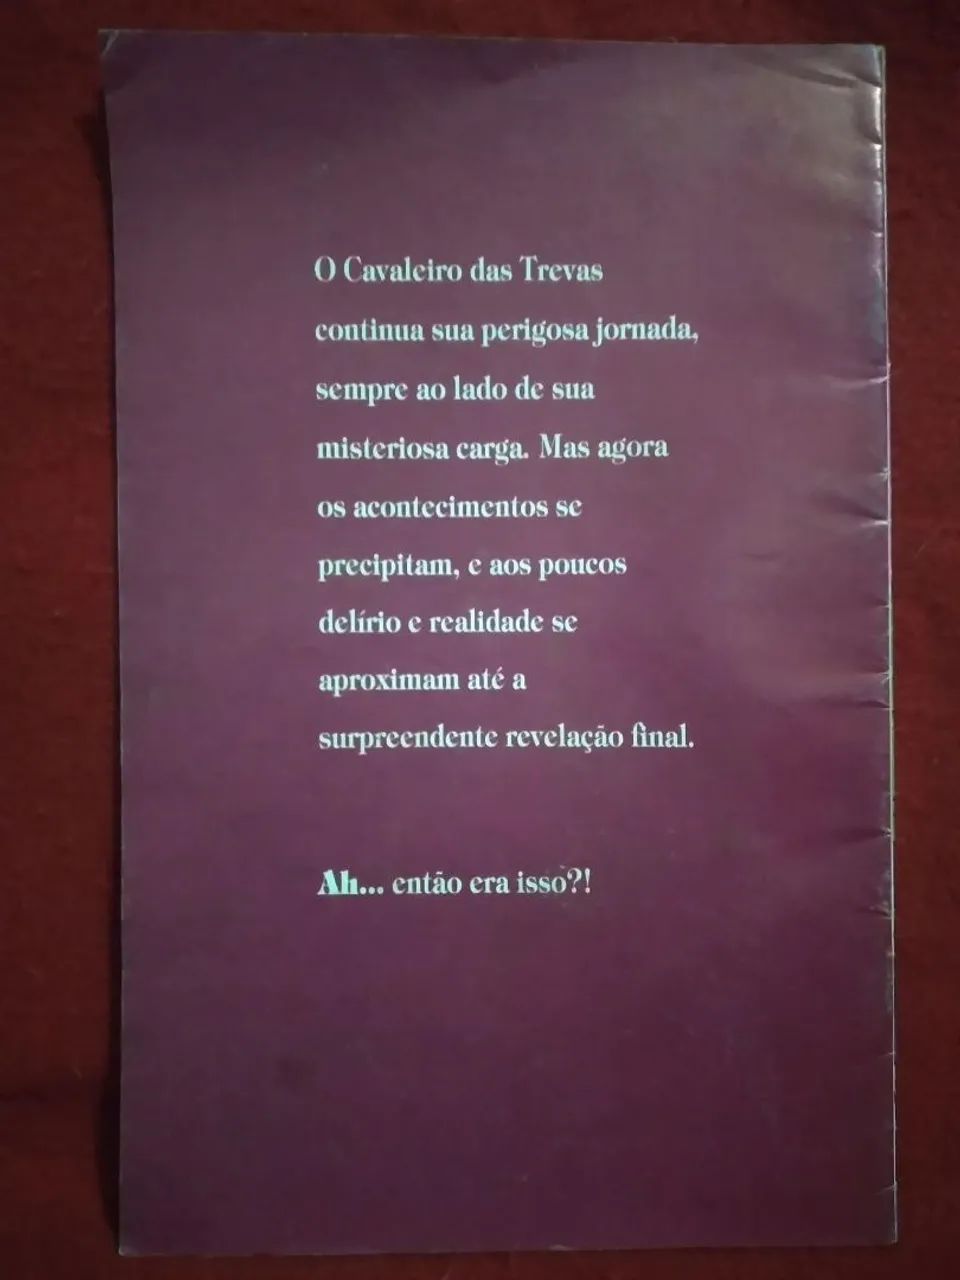 O Cavaleiro das Trevas
continua sua perigosa jornada,
sempre ao lado de sua
misteriosa carga. Mas agora
os acontecimentos se
precipitam, e aos poucos
delírio e realidade se
aproximam até a
surpreendente revelação final.
Ah... então era isso?!